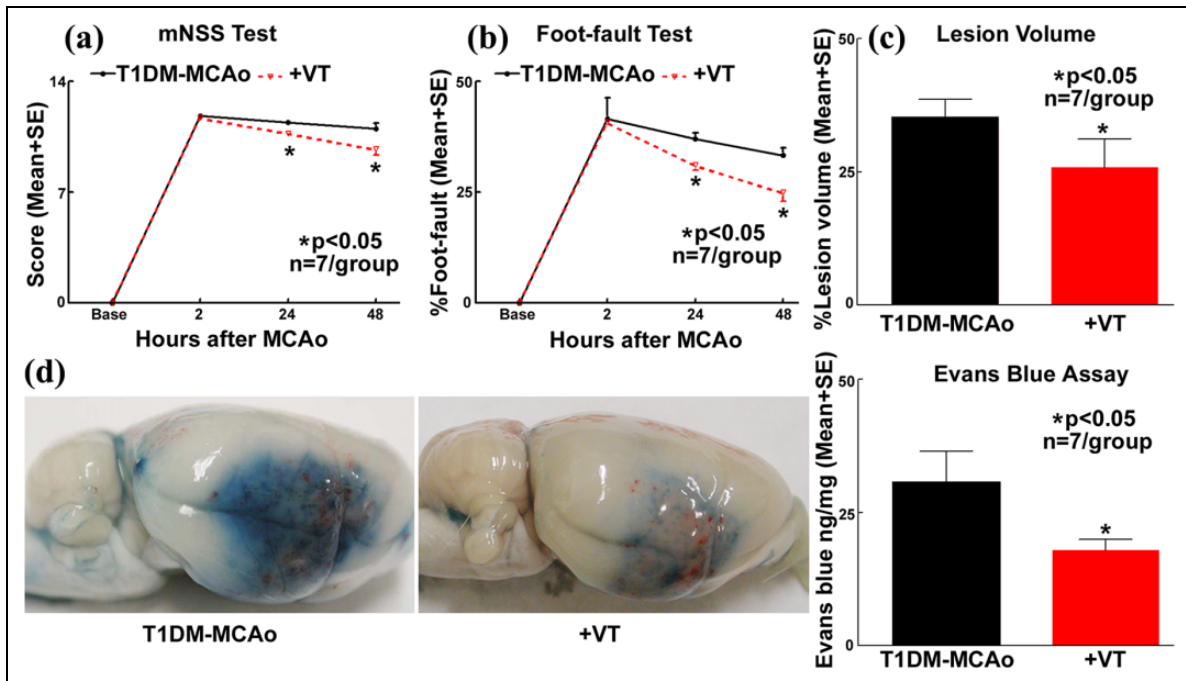 (a)
mNSS Test
T1DM-MCAo
+VT
Score (Mean+SE)
14
7
0
*
*
*p<0.05
n=7/group
Base
2
24
48
Hours after MCAo
(b)
Foot-fault Test
T1DM-MCAo
+VT
%Foot-fault (Mean+SE)
50
25
0
*
*
*p<0.05
n=7/group
Base
2
24
48
Hours after MCAo
(c)
Lesion Volume
%Lesion volume (Mean+SE)
50
25
0
*p<0.05
n=7/group
*
T1DM-MCAo
+VT
(d)
T1DM-MCAo
+VT
Evans Blue Assay
Evans blue ng/mg (Mean+SE)
50
25
0
*p<0.05
n=7/group
*
T1DM-MCAo
+VT